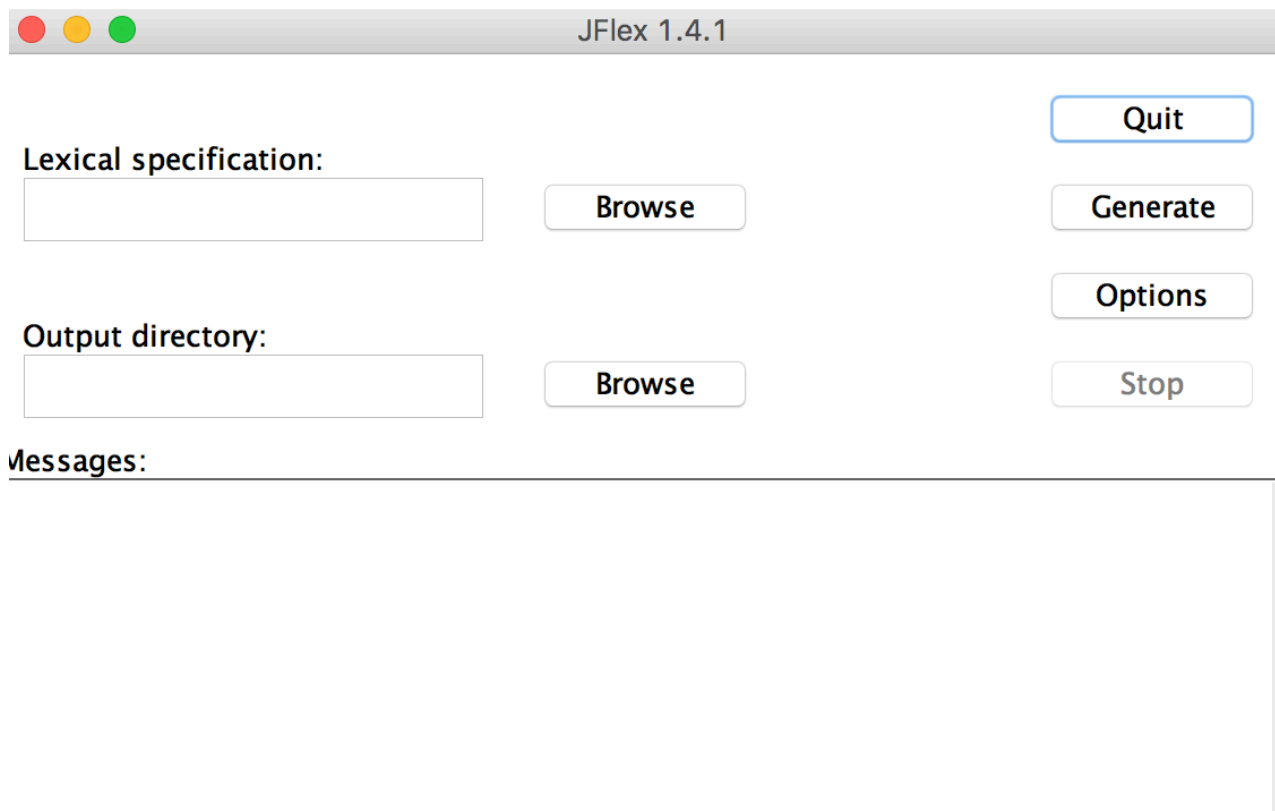 JFlex 1.4.1
Quit
Lexical specification:
Browse
Generate
Options
Output directory:
Browse
Stop
Messages: